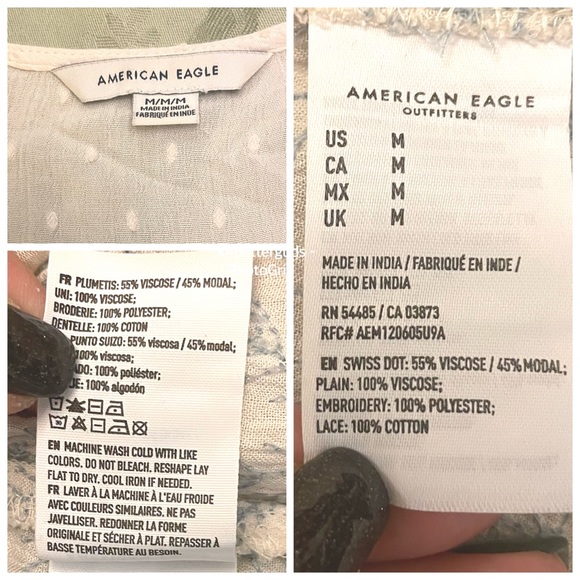 AMERICAN EAGLE
M/M/M
MADE IN INDIA
FABRIQUÉ EN INDE
FR PLUMETIS: 55% VISCOSE / 45% MODAL;
UNI: 100% VISCOSE;
BRODERIE: 100% POLYESTER;
DENTELLE: 100% COTTON
PUNTO SUIZO: 55% viscosa / 45% modal;
100% viscosa;
100% poliéster;
100% algodón
EN MACHINE WASH COLD WITH LIKE
COLORS. DO NOT BLEACH. RESHAPE LAY
FLAT TO DRY. COOL IRON IF NEEDED.
FR LAVER À LA MACHINE À L'EAU FROIDE
AVEC COULEURS SIMILAIRES. NE PAS
JAVELLISER. REDONNER LA FORME
ORIGINALE ET SÉCHER À PLAT. REPASSER À
BASSE TEMPÉRATURE AU BESOIN.
AMERICAN EAGLE
OUTFITTERS
US M
CA M
MX M
UK M
MADE IN INDIA / FABRIQUÉ EN INDE /
HECHO EN INDIA
RN 54485 / CA 03873
RFC# AEM120605U9A
EN SWISS DOT: 55% VISCOSE / 45% MODAL;
PLAIN: 100% VISCOSE;
EMBROIDERY: 100% POLYESTER;
LACE: 100% COTTON